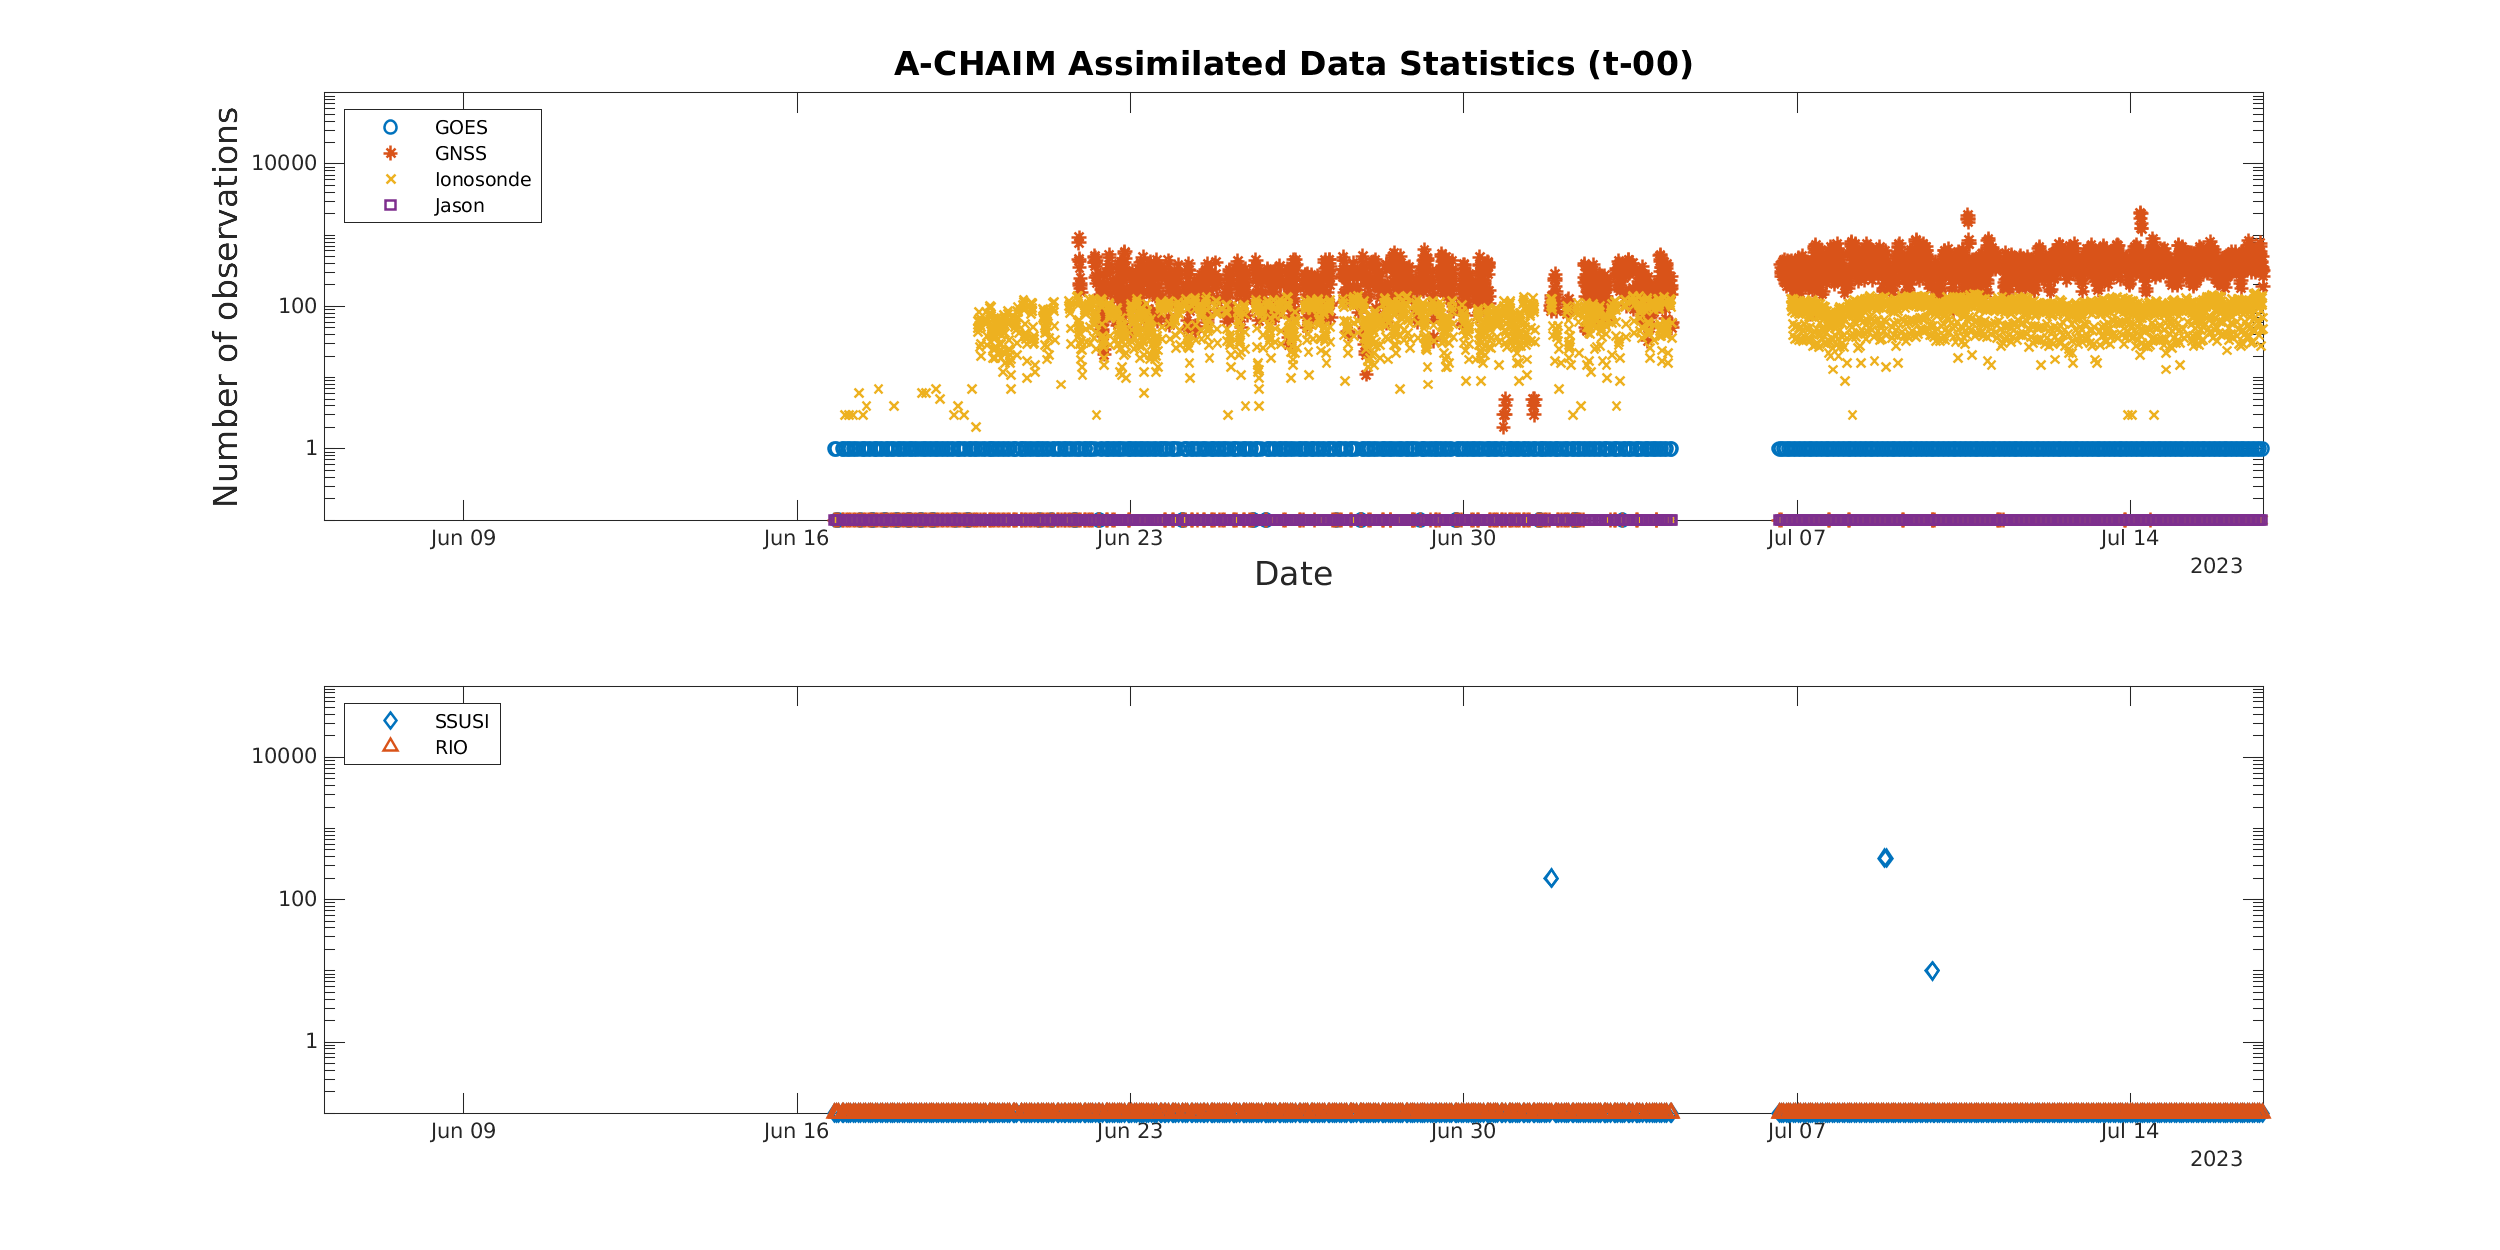 A-CHAIM Assimilated Data Statistics (t-00)
Number of observations
GOES
GNSS
Ionosonde
Jason
10000
100
1
Jun 09
Jun 16
Jun 23
Jun 30
Jul 07
Jul 14
2023
Date
SSUSI
RIO
10000
100
1
Jun 09
Jun 16
Jun 23
Jun 30
Jul 07
Jul 14
2023